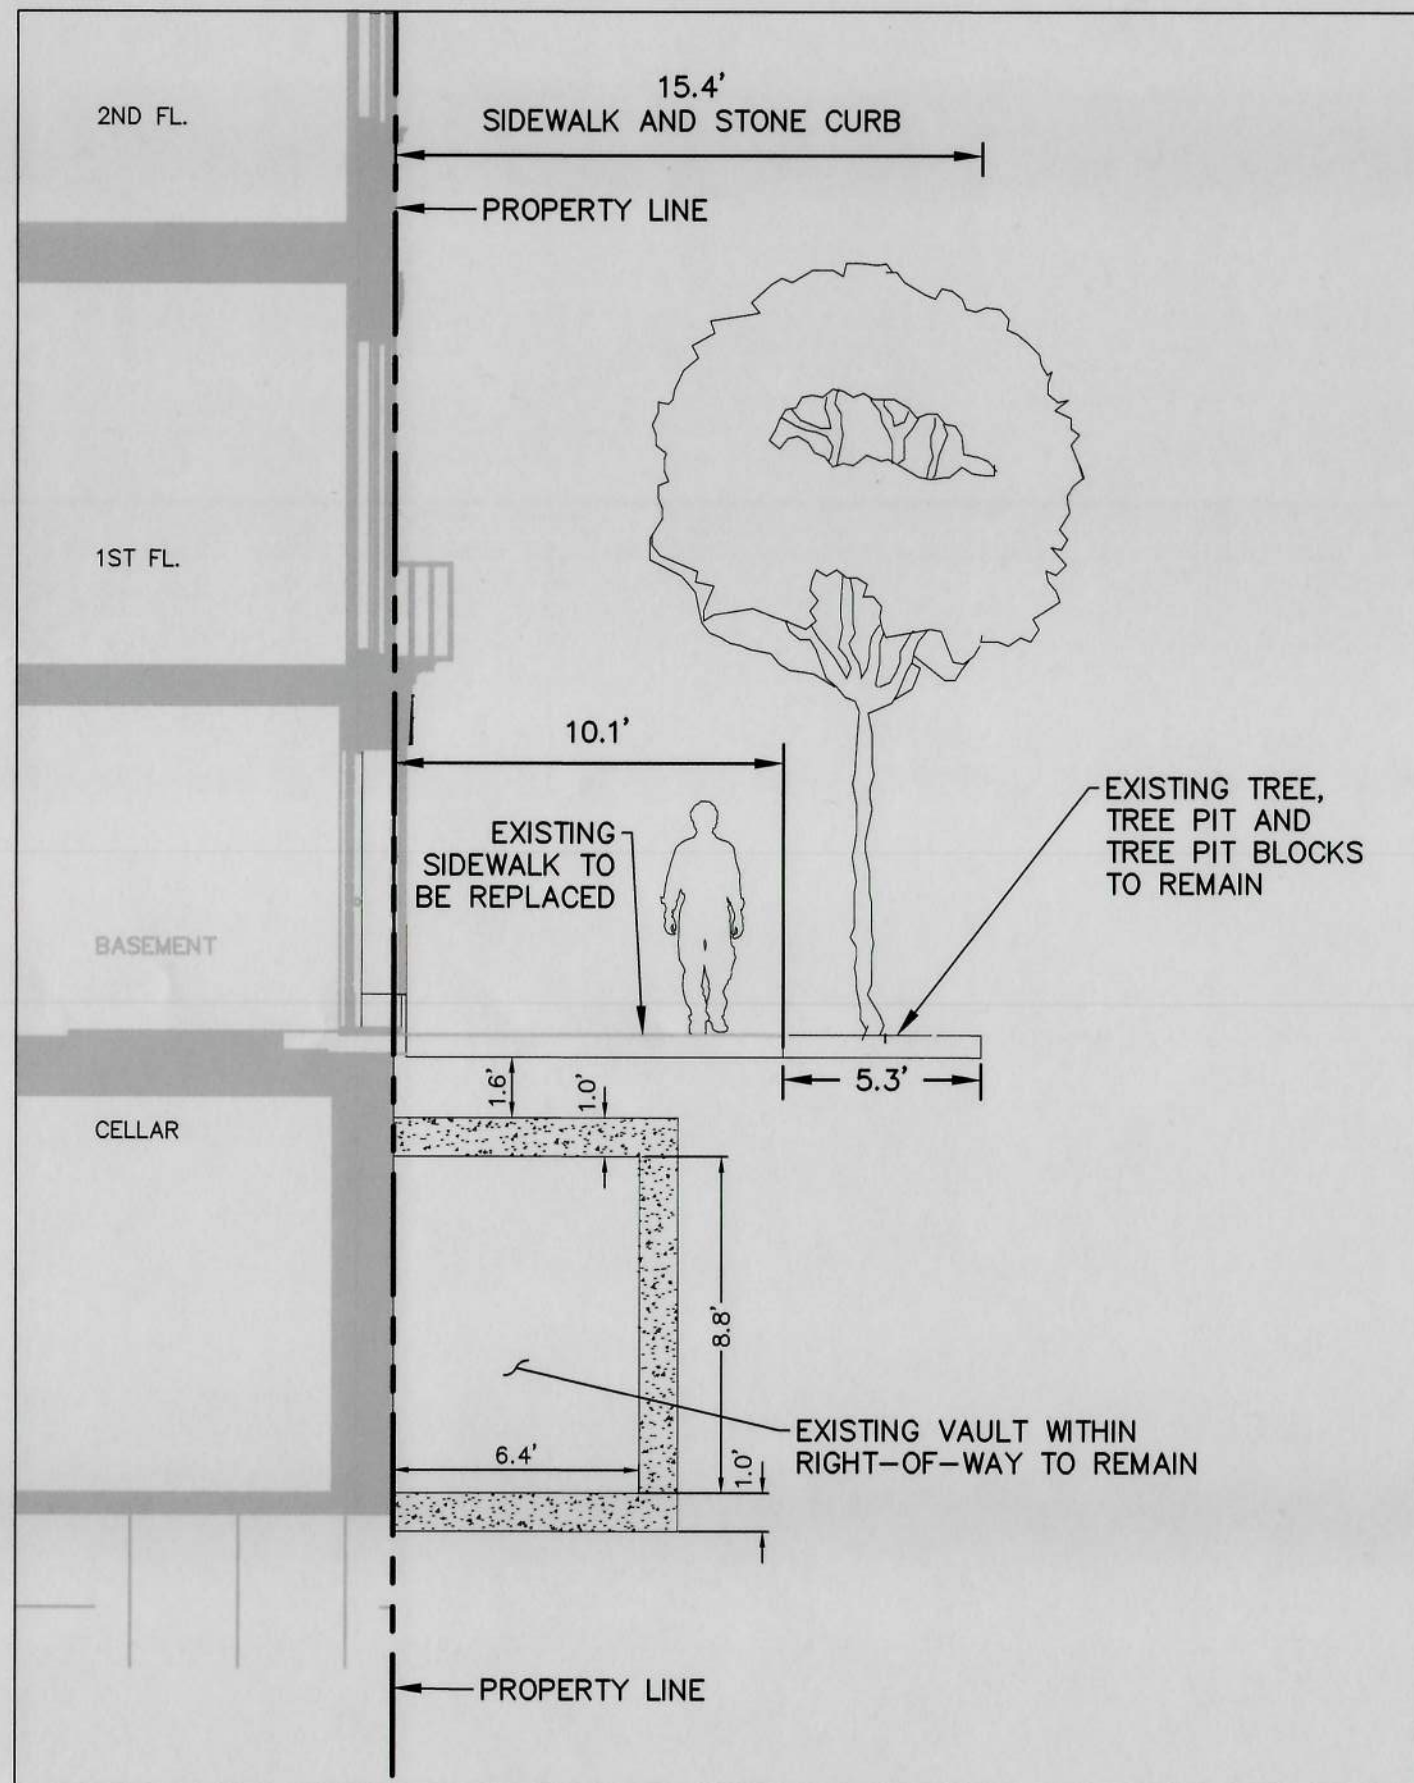 15.4'
SIDEWALK AND STONE CURB
2ND FL.
PROPERTY LINE
1ST FL.
10.1'
EXISTING
SIDEWALK TO
BE REPLACED
EXISTING TREE,
TREE PIT AND
TREE PIT BLOCKS
TO REMAIN
BASEMENT
5.3'
1.6'
1.0'
CELLAR
8.8'
6.4'
1.0'
EXISTING VAULT WITHIN
RIGHT-OF-WAY TO REMAIN
PROPERTY LINE